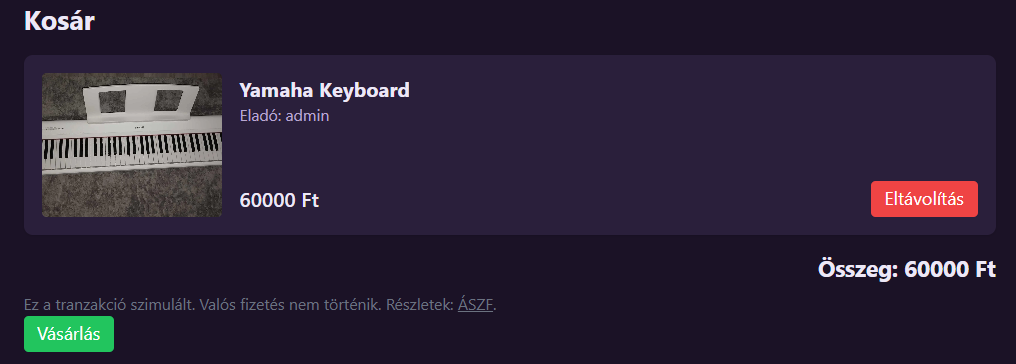 Kosár
Yamaha Keyboard
Eladó: admin
60000 Ft
Eltávolítás
Összeg: 60000 Ft
Ez a tranzakció szimulált. Valós fizetés nem történik. Részletek: ÁSZF.
Vásárlás